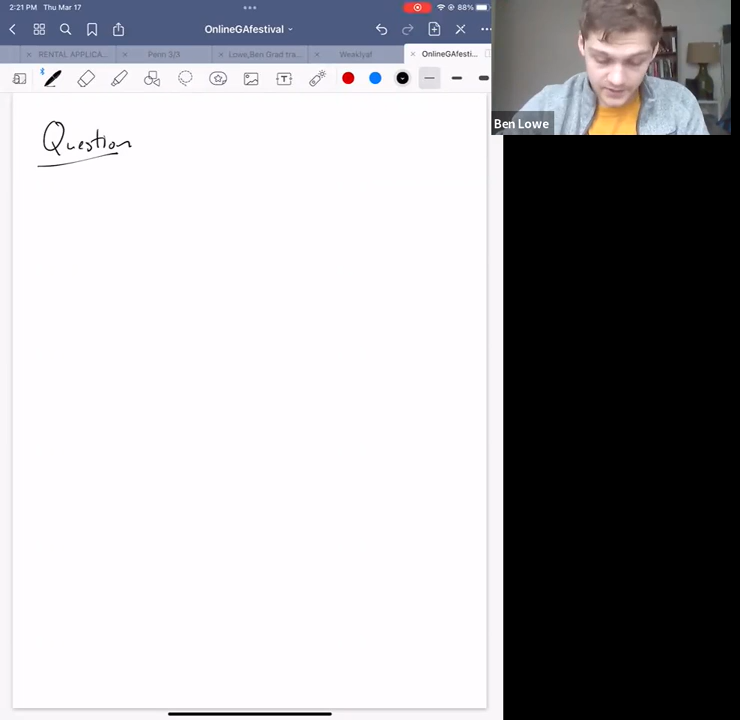 2:21 PM Thu Mar 17
88%
OnlineGAfestival
RENTAL APPLICA...
Penn 3/3
Lowe,Ben Grad tra...
Weaklyaf
OnlineGAfesti...
Ben Lowe
Question